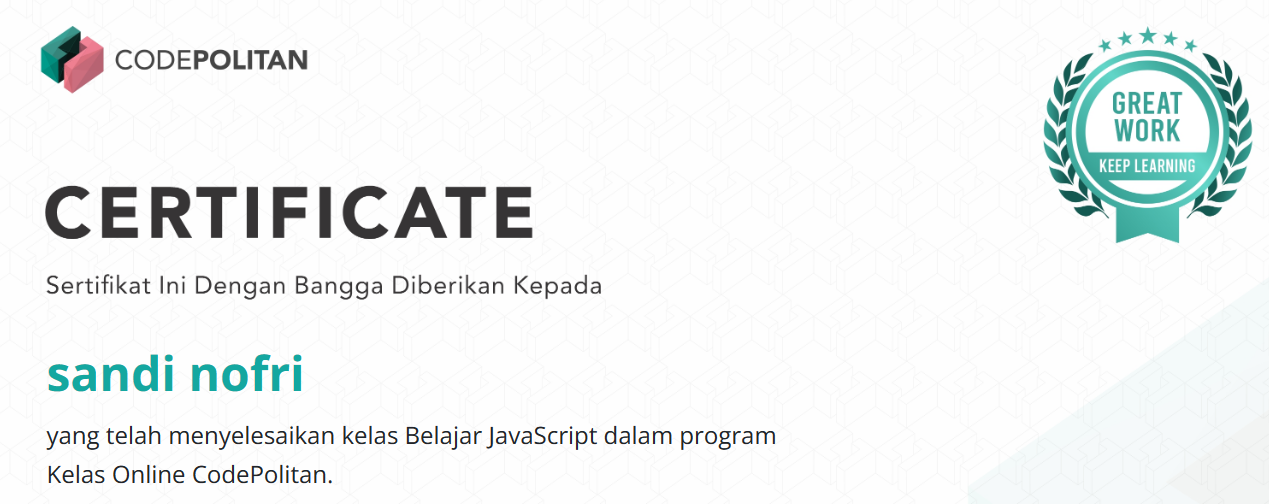 CODEPOLITAN
GREAT
WORK
KEEP LEARNING
CERTIFICATE
Sertifikat Ini Dengan Bangga Diberikan Kepada
sandi nofri
yang telah menyelesaikan kelas Belajar JavaScript dalam program
Kelas Online CodePolitan.